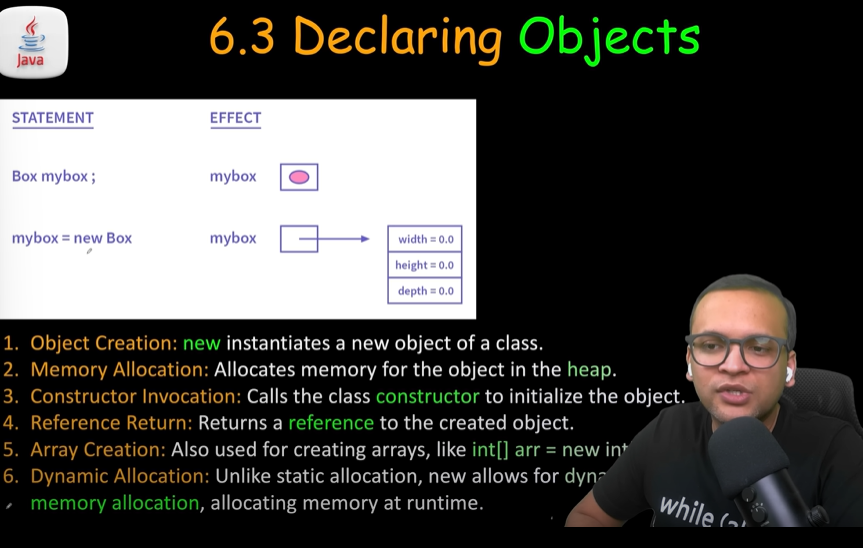 Java
6.3 Declaring Objects
STATEMENT EFFECT
Box mybox ; mybox
mybox = new Box mybox width = 0.0
height = 0.0
depth = 0.0
1. Object Creation: new instantiates a new object of a class.
2. Memory Allocation: Allocates memory for the object in the heap.
3. Constructor Invocation: Calls the class constructor to initialize the object.
4. Reference Return: Returns a reference to the created object.
5. Array Creation: Also used for creating arrays, like int[] arr = new int
6. Dynamic Allocation: Unlike static allocation, new allows for
memory allocation, allocating memory at runtime.
while